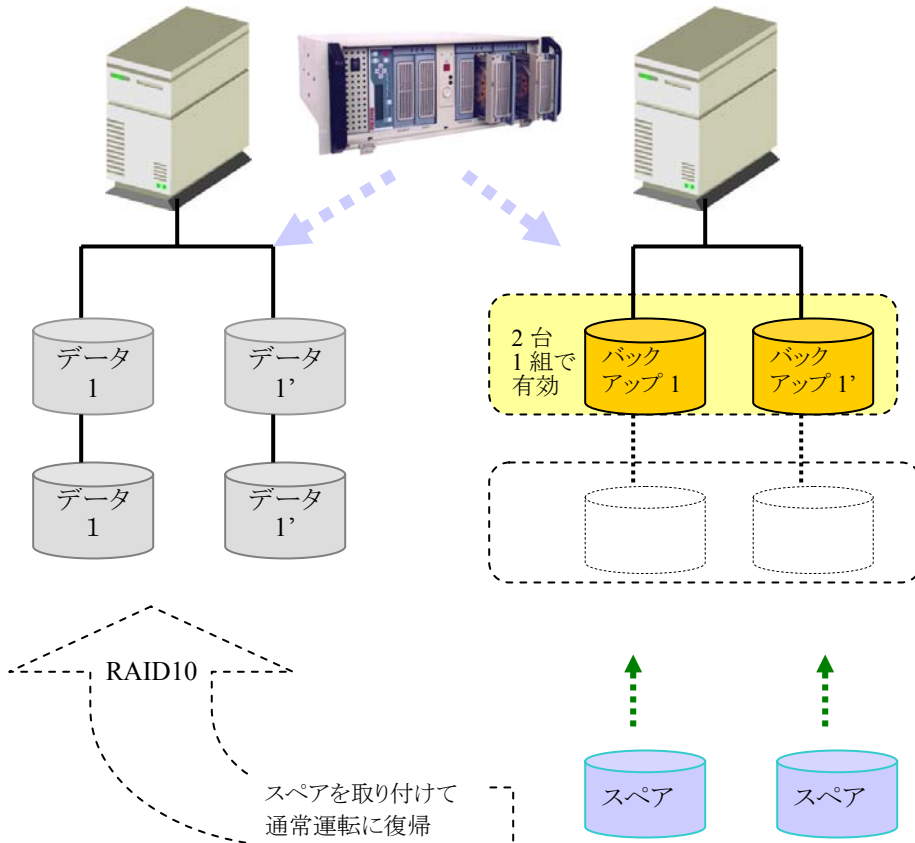 データ
1
データ
1’
データ
1
データ
1’
2 台
1 組で
有効
バック
アップ 1
バック
アップ 1’
RAID10
スペアを取り付けて
通常運転に復帰
スペア
スペア